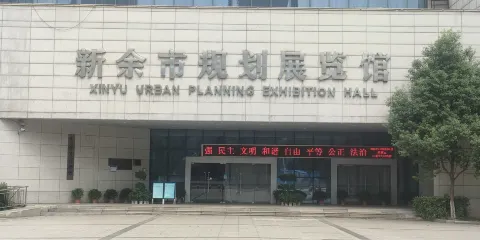 新余市规划展览馆
XINYU URBAN PLANNING EXHIBITION HALL
强 民主 文明 和谐 自由 平等 公正 法治